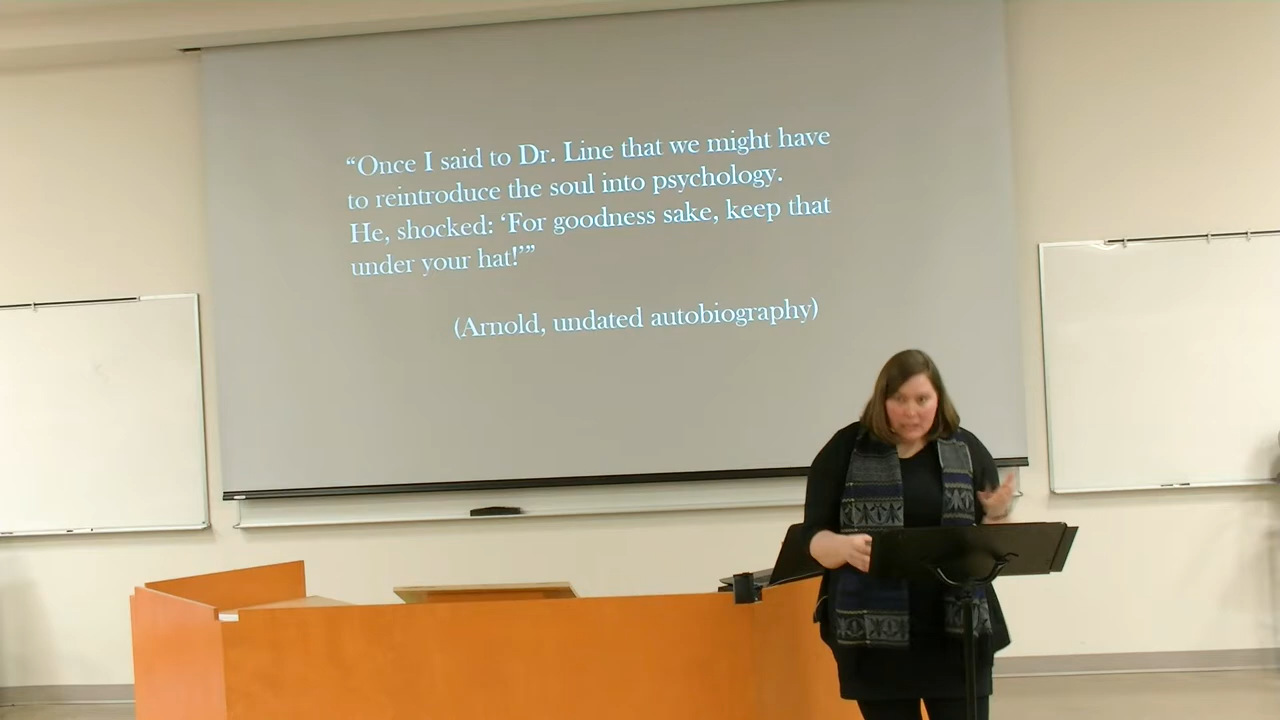 “Once I said to Dr. Line that we might have
to reintroduce the soul into psychology.
He, shocked: ‘For goodness sake, keep that
under your hat!’”
(Arnold, undated autobiography)